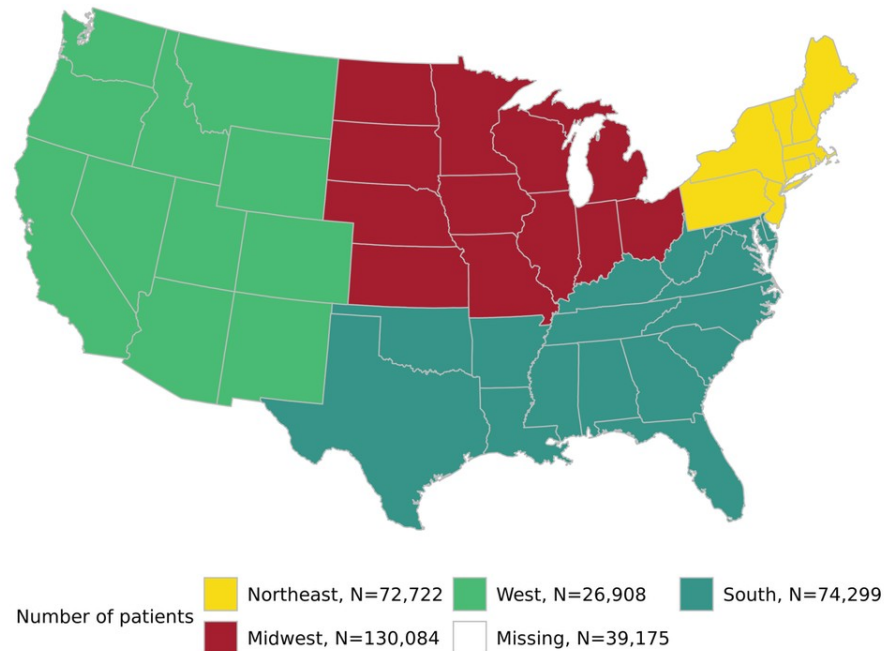 Northeast, N=72,722 West, N=26,908 South, N=74,299
Number of patients
Midwest, N=130,084 Missing, N=39,175